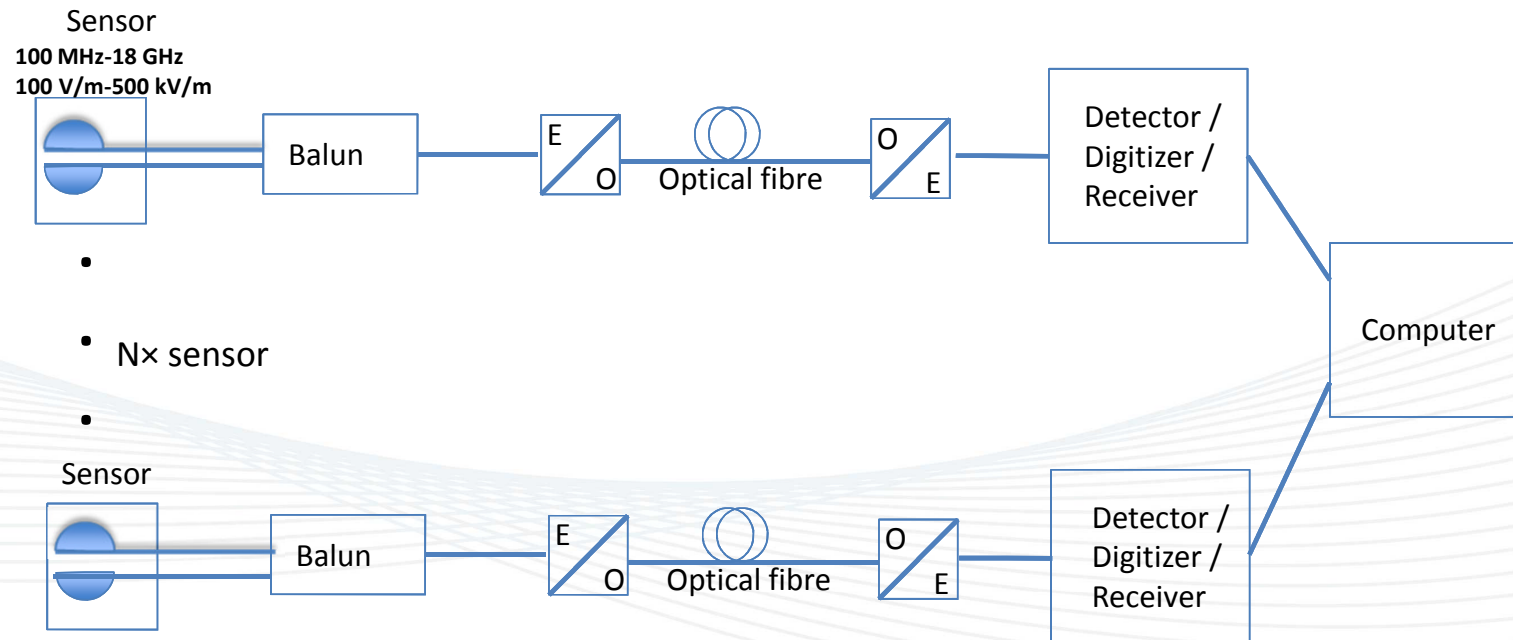 Sensor
100 MHz-18 GHz
100 V/m-500 kV/m
Balun
E
O
Optical fibre
O
E
Detector /
Digitizer /
Receiver
Computer
N× sensor
Sensor
Balun
E
O
Optical fibre
O
E
Detector /
Digitizer /
Receiver